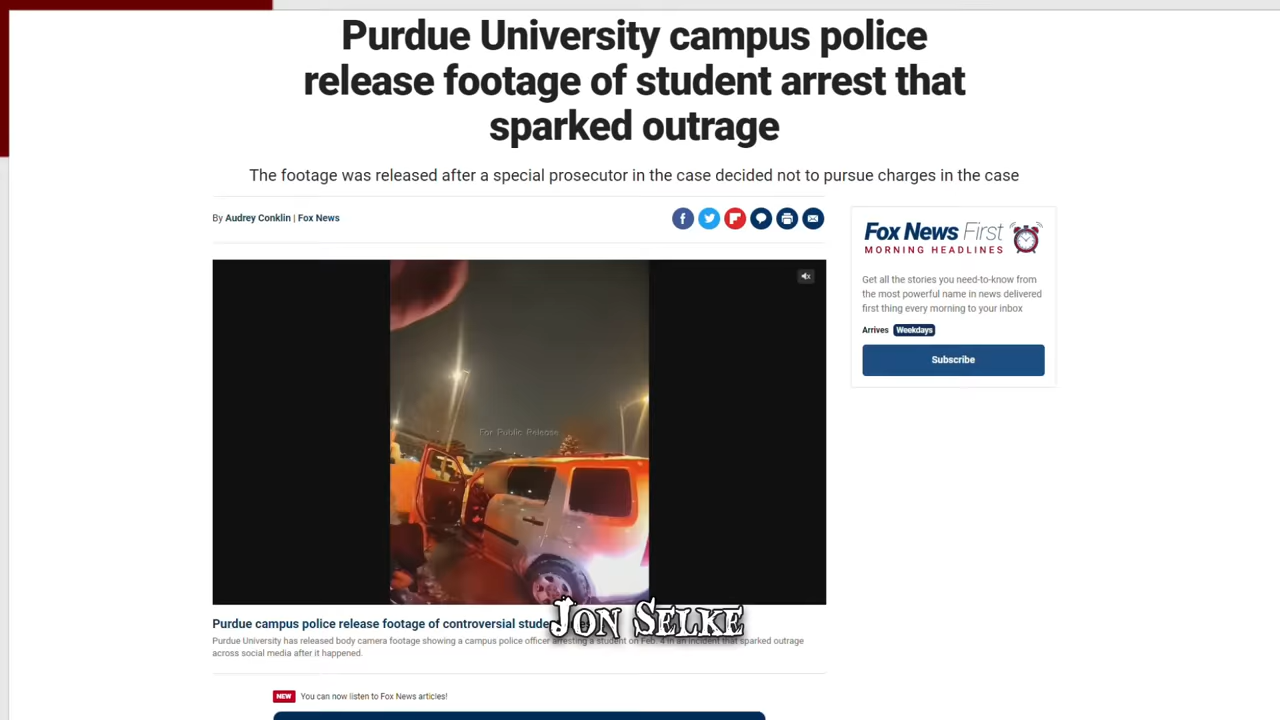 Purdue University campus police
release footage of student arrest that
sparked outrage
The footage was released after a special prosecutor in the case decided not to pursue charges in the case
By Audrey Conklin | Fox News
Fox News First
MORNING HEADLINES
Get all the stories you need-to-know from
the most powerful name in news delivered
first thing every morning to your inbox
Arrives Weekdays
Subscribe
For Public Release
Purdue campus police release footage of controversial stude
Jon Selke
Purdue University has released body camera footage showing a campus police officer arresting a student on Feb. 4 in an incident that sparked outrage
across social media after it happened.
NEW You can now listen to Fox News articles!